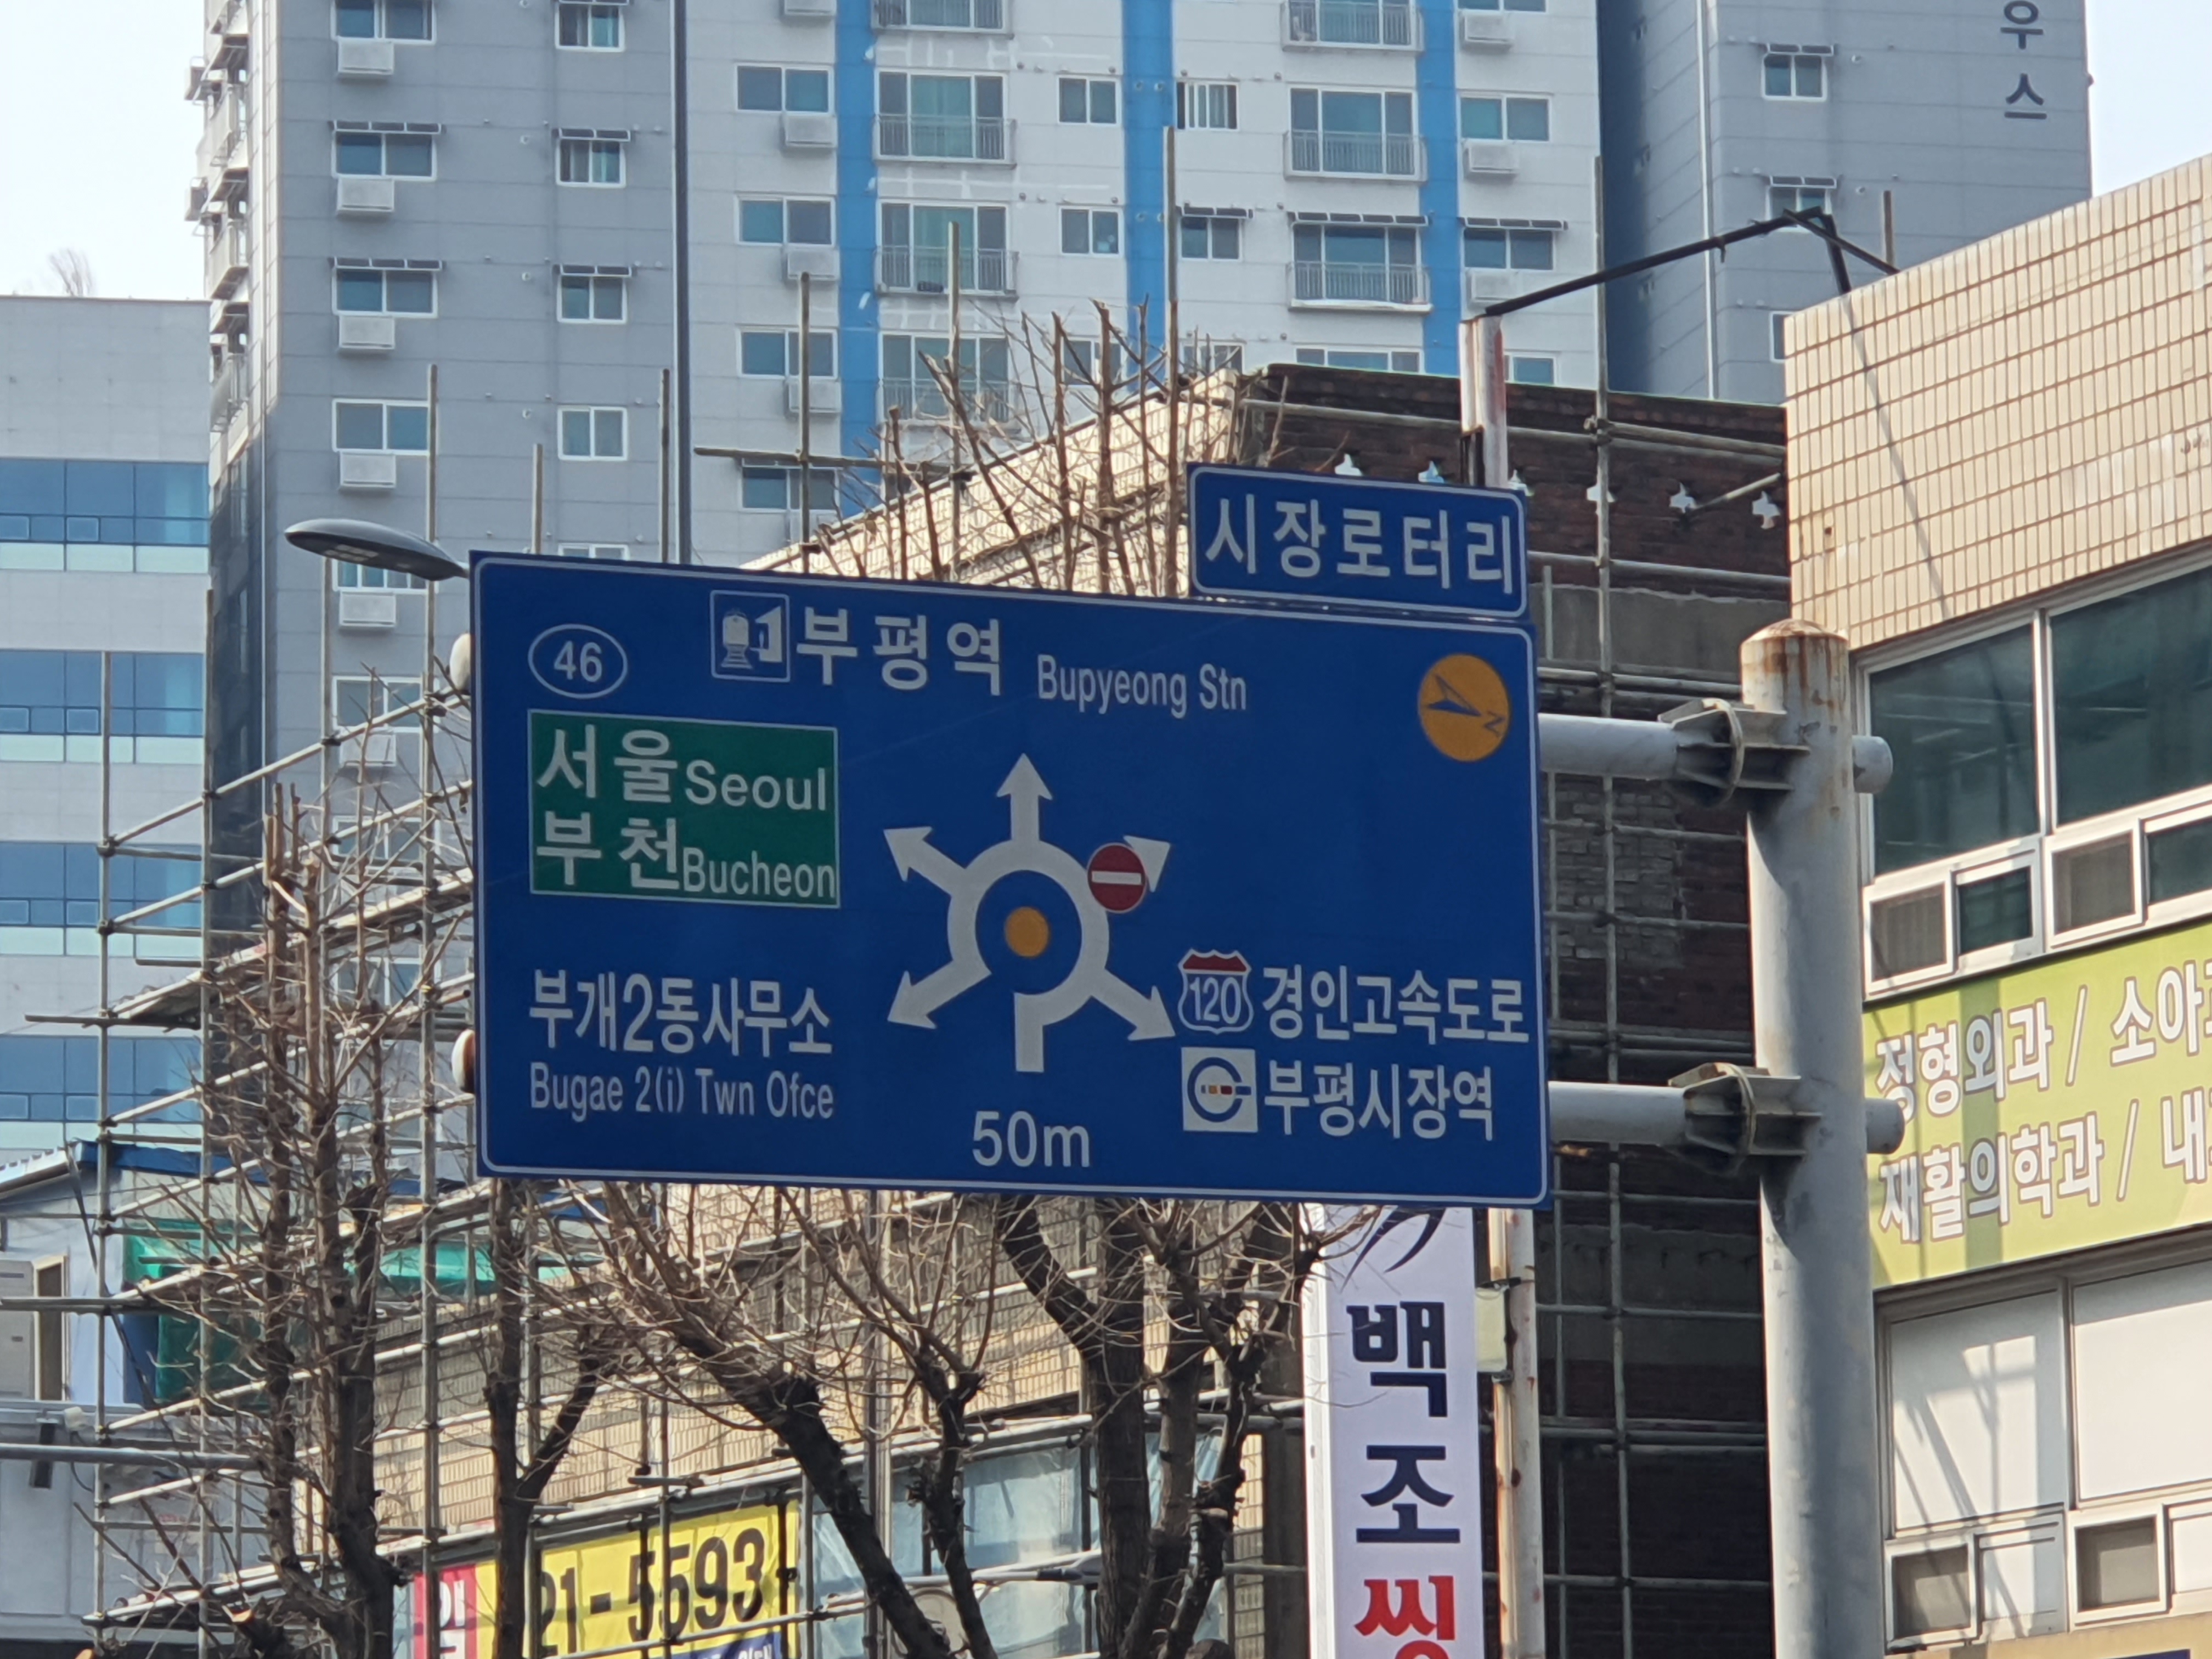 우스
시장로터리
46
부평역 Bupyeong Stn
N
서울 Seoul
부천 Bucheon
부개2동사무소
Bugae 2(i) Twn Ofce
120 경인고속도로
부평시장역
50m
정형외과 / 소아
재활의학과 /
백조씽
21-5593